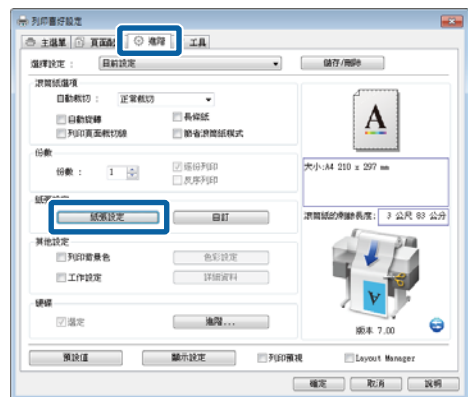 列印喜好設定
主選單 頁面配 進階 工具
選擇設定： 目前設定 儲存/刪除
滾筒紙選項
自動裁切： 正常裁切
自動旋轉 長條紙
列印頁面裁切線 節省滾筒紙模式
份數
份數： 1 逐份列印
反序列印
紙張設定 自訂
其他設定
列印背景色 色彩設定
工作設定 詳細資料
硬碟
選定 進階...
A
大小:A4 210 x 297 mm
滾筒紙的剩餘長度： 3 公尺 83 公分
A
版本 7.00
預設值 顯示設定 列印預視 Layout Manager
確定 取消 說明